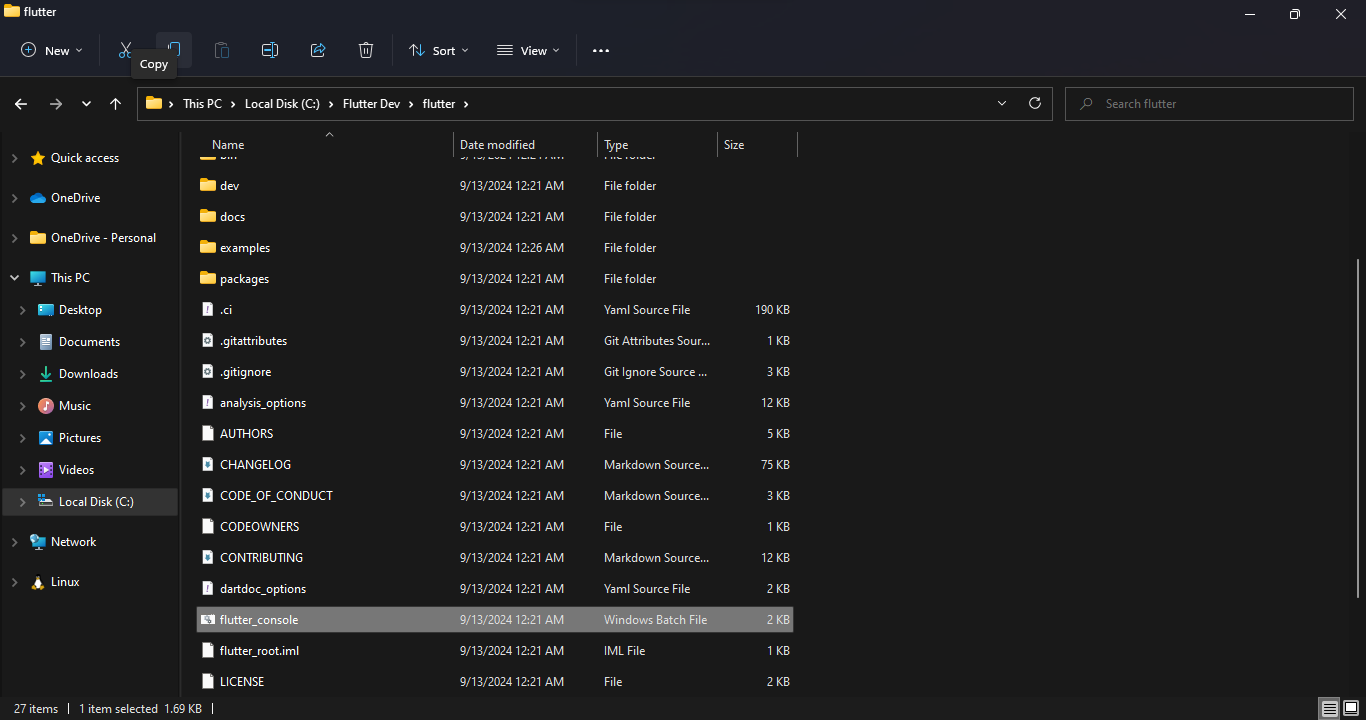 flutter
New
Sort
View
Copy
This PC
Local Disk (C:)
Flutter Dev
flutter
Search flutter
Quick access
OneDrive
OneDrive - Personal
This PC
Desktop
Documents
Downloads
Music
Pictures
Videos
Local Disk (C:)
Network
Linux
Name Date modified Type Size
dev 9/13/2024 12:21 AM File folder
docs 9/13/2024 12:21 AM File folder
examples 9/13/2024 12:26 AM File folder
packages 9/13/2024 12:21 AM File folder
.ci 9/13/2024 12:21 AM Yaml Source File 190 KB
.gitattributes 9/13/2024 12:21 AM Git Attributes Sour... 1 KB
.gitignore 9/13/2024 12:21 AM Git Ignore Source ... 3 KB
analysis_options 9/13/2024 12:21 AM Yaml Source File 12 KB
AUTHORS 9/13/2024 12:21 AM File 5 KB
CHANGELOG 9/13/2024 12:21 AM Markdown Source... 75 KB
CODE_OF_CONDUCT 9/13/2024 12:21 AM Markdown Source... 3 KB
CODEOWNERS 9/13/2024 12:21 AM File 1 KB
CONTRIBUTING 9/13/2024 12:21 AM Markdown Source... 12 KB
dartdoc_options 9/13/2024 12:21 AM Yaml Source File 2 KB
flutter_console 9/13/2024 12:21 AM Windows Batch File 2 KB
flutter_root.iml 9/13/2024 12:21 AM IML File 1 KB
LICENSE 9/13/2024 12:21 AM File 2 KB
27 items 1 item selected 1.69 KB